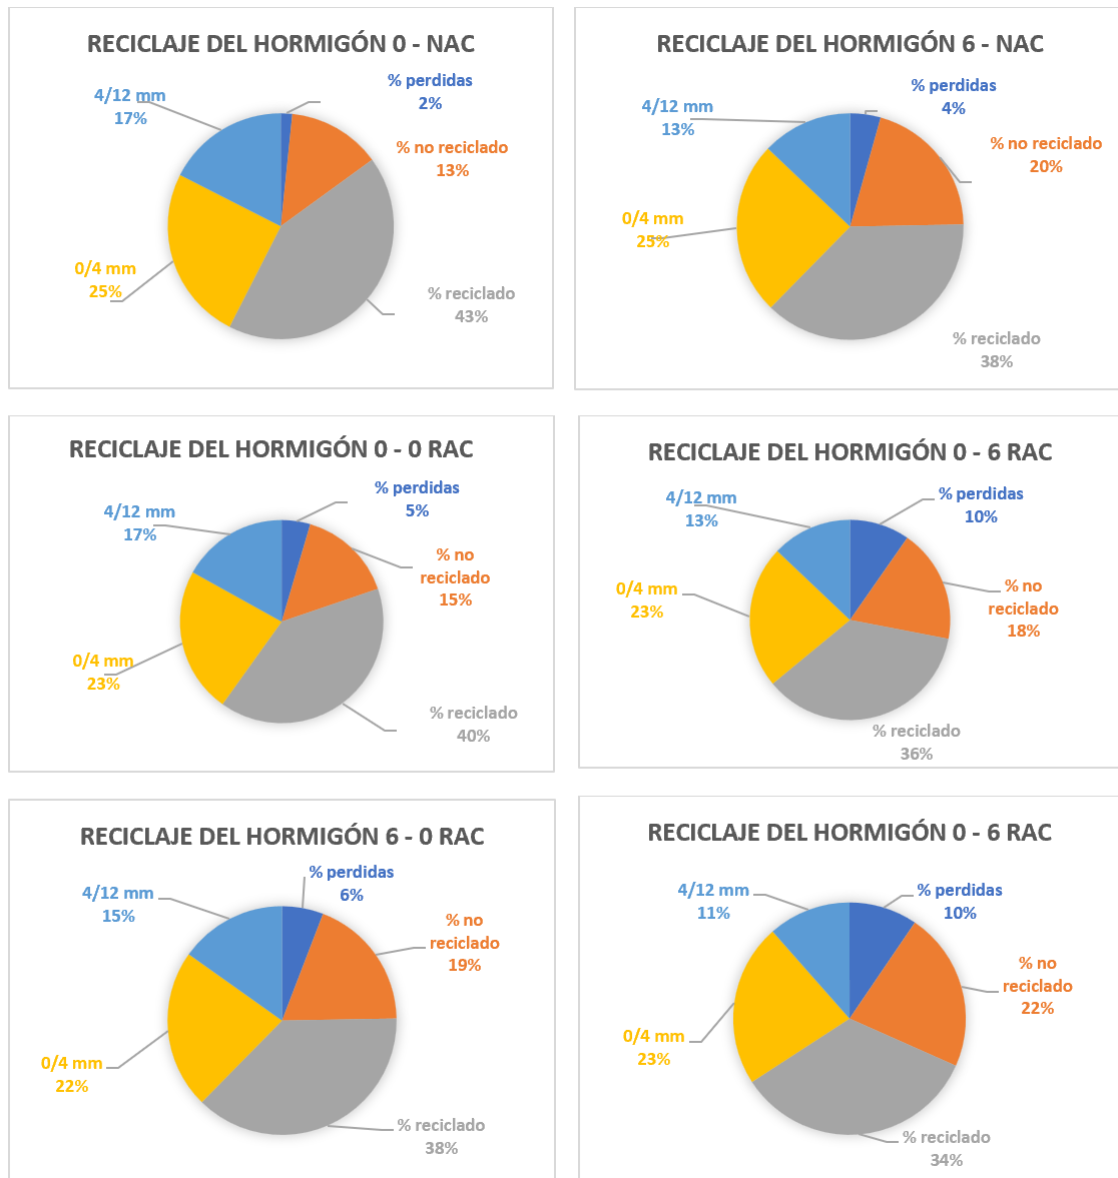 RECICLAJE DEL HORMIGÓN 0 - NAC
% perdidas
2%
4/12 mm
17%
% no reciclado
13%
0/4 mm
25%
% reciclado
43%
RECICLAJE DEL HORMIGÓN 6 - NAC
% perdidas
4%
4/12 mm
13%
% no reciclado
20%
0/4 mm
25%
% reciclado
38%
RECICLAJE DEL HORMIGÓN 0 - 0 RAC
% perdidas
5%
4/12 mm
17%
% no
reciclado
15%
0/4 mm
23%
% reciclado
40%
RECICLAJE DEL HORMIGÓN 0 - 6 RAC
% perdidas
10%
4/12 mm
13%
% no
reciclado
18%
0/4 mm
23%
% reciclado
36%
RECICLAJE DEL HORMIGÓN 6 - 0 RAC
% perdidas
6%
4/12 mm
15%
% no
reciclado
19%
0/4 mm
22%
% reciclado
38%
RECICLAJE DEL HORMIGÓN 0 - 6 RAC
% perdidas
10%
4/12 mm
11%
% no
reciclado
22%
0/4 mm
23%
% reciclado
34%